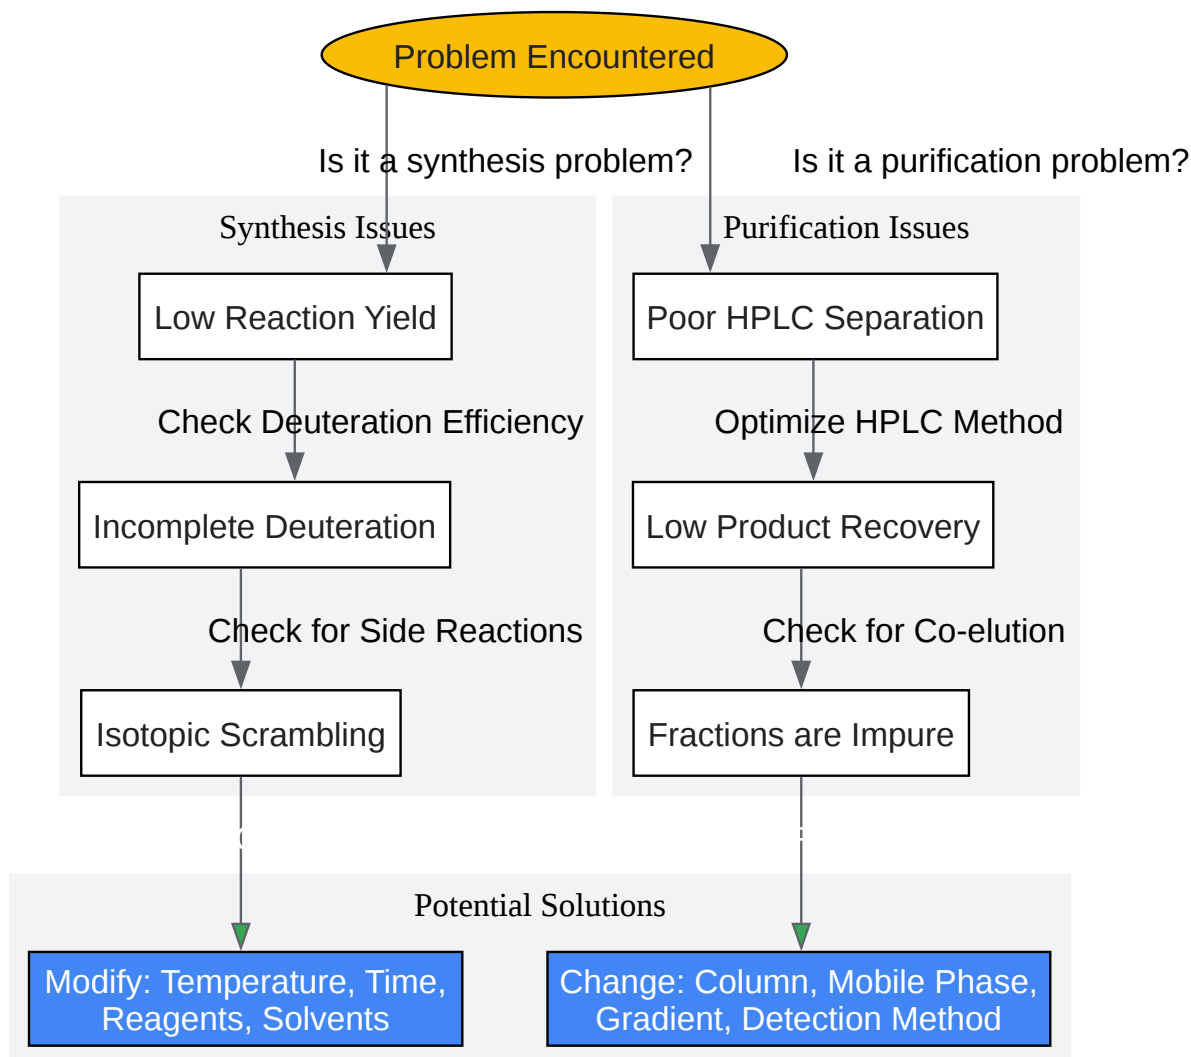 Problem Encountered
Is it a synthesis problem?
Is it a purification problem?
Synthesis Issues
Purification Issues
Low Reaction Yield
Poor HPLC Separation
Check Deuteration Efficiency
Optimize HPLC Method
Incomplete Deuteration
Low Product Recovery
Check for Side Reactions
Check for Co-elution
Isotopic Scrambling
Fractions are Impure
Potential Solutions
Modify: Temperature, Time,
Reagents, Solvents
Change: Column, Mobile Phase,
Gradient, Detection Method